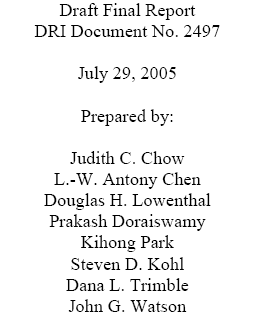 Draft Final Report
DRI Document No. 2497
July 29, 2005
Prepared by:
Judith C. Chow
L.-W. Antony Chen
Douglas H. Lowenthal
Prakash Doraiswamy
Kihong Park
Steven D. Kohl
Dana L. Trimble
John G. Watson